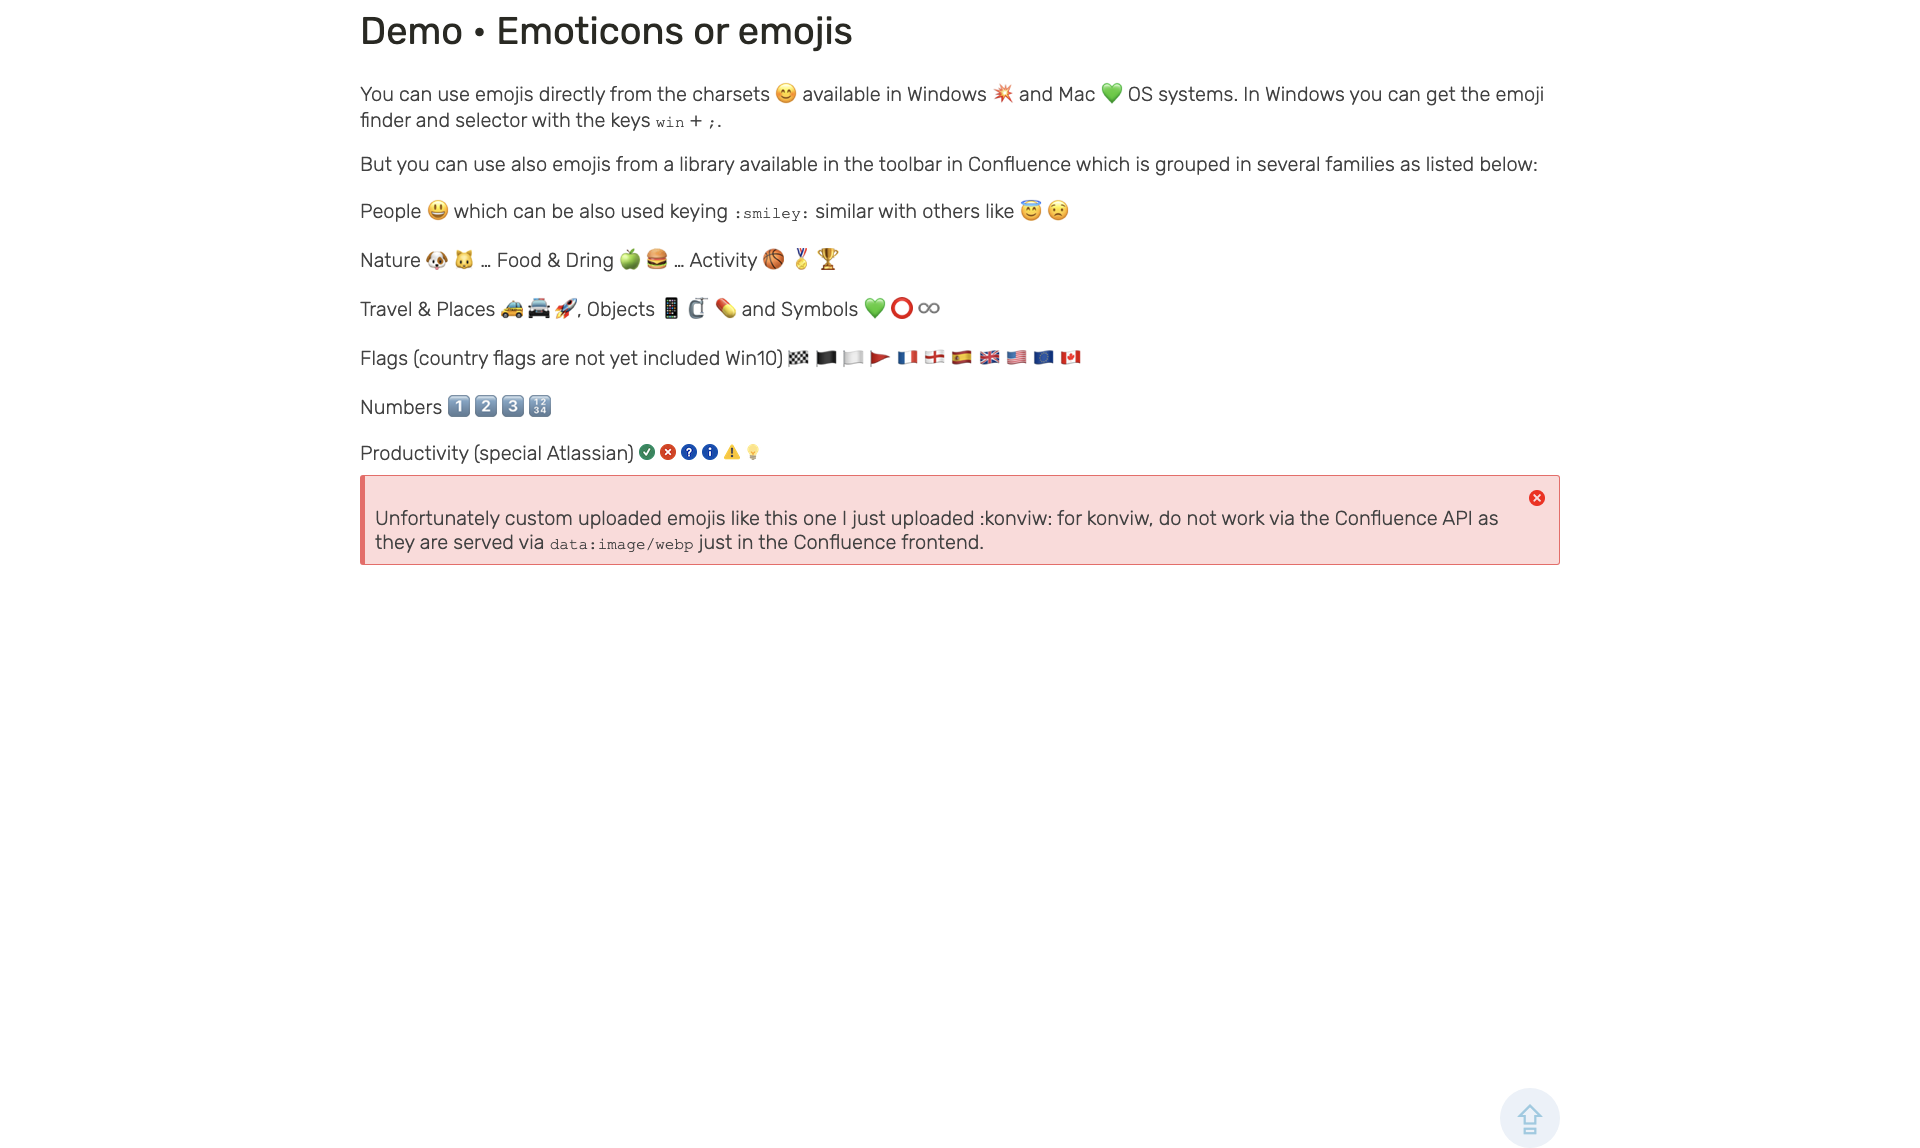 Demo • Emoticons or emojis
You can use emojis directly from the charsets 😊 available in Windows 💥 and Mac 💚 OS systems. In Windows you can get the emoji
finder and selector with the keys win + ;.
But you can use also emojis from a library available in the toolbar in Confluence which is grouped in several families as listed below:
People 😃 which can be also used keying :smiley: similar with others like 😇 😟
Nature 🐶 🐱 … Food & Dring 🍏 🍔 … Activity 🏀 🏅 🏆
Travel & Places 🚕 🚘 🚀, Objects 📱 🗜 💊 and Symbols 💚 ⭕ ♾
Flags (country flags are not yet included Win10) 🏁 🏴 🏳 🚩 🇫🇷 🏴󠁧󠁢󠁥󠁮󠁧󠁿 🇪🇸 🇬🇧 🇺🇸 🇪🇺 🇨🇦
Numbers 1️⃣ 2️⃣ 3️⃣ 🔢
Productivity (special Atlassian)
Unfortunately custom uploaded emojis like this one I just uploaded :konviw: for konviw, do not work via the Confluence API as
they are served via data:image/webp just in the Confluence frontend.